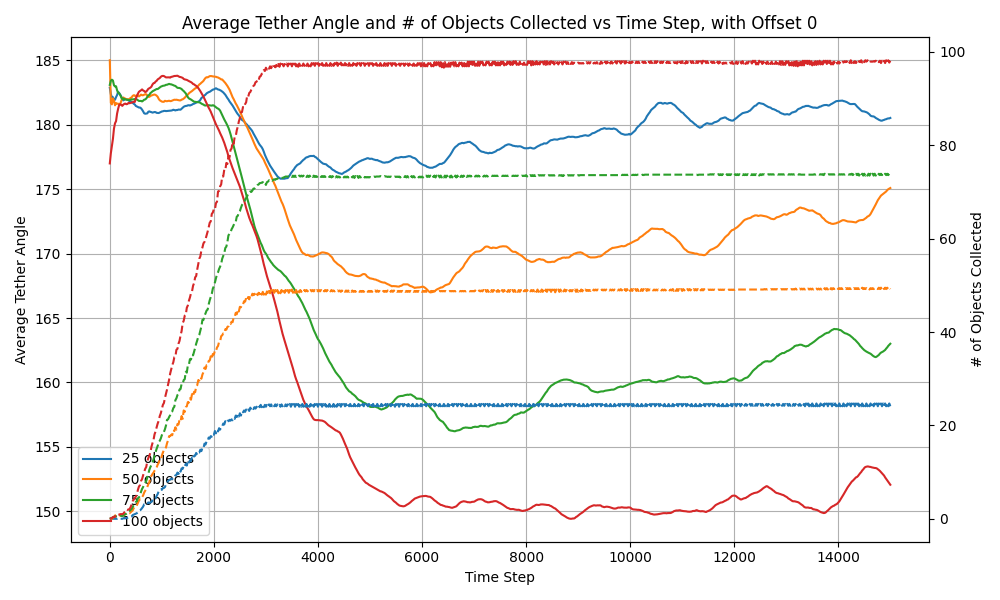 Average Tether Angle and # of Objects Collected vs Time Step, with Offset 0
Average Tether Angle
185
180
175
170
165
160
155
150
100
80
60
40
20
0
# of Objects Collected
25 objects
50 objects
75 objects
100 objects
0 2000 4000 6000 8000 10000 12000 14000
Time Step